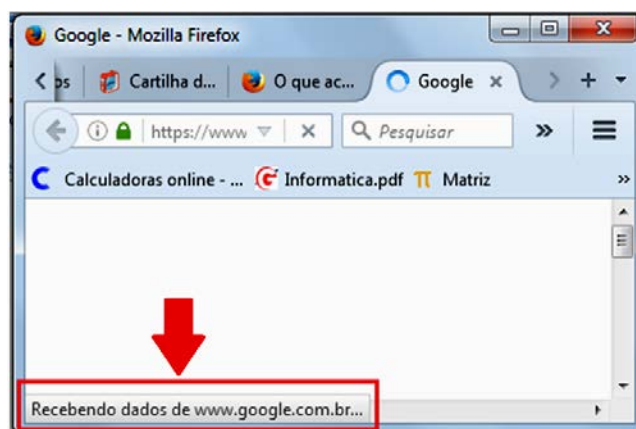 Google - Mozilla Firefox
os Cartilha d... O que ac... Google
https://www Pesquisar
Calculadoras online - ... Informatica.pdf Matriz
Recebendo dados de www.google.com.br...